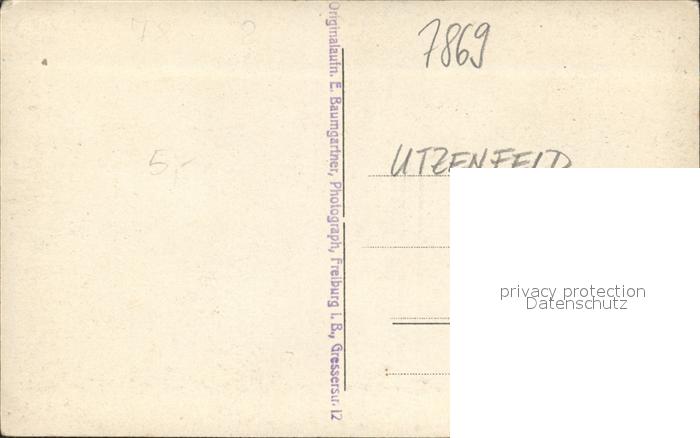 7869
5,-
Originalaufn. E. Baumgartner, Photograph, Freiburg i. B., Gresserstr. 12
UTZENFELD
privacy protection
Datenschutz